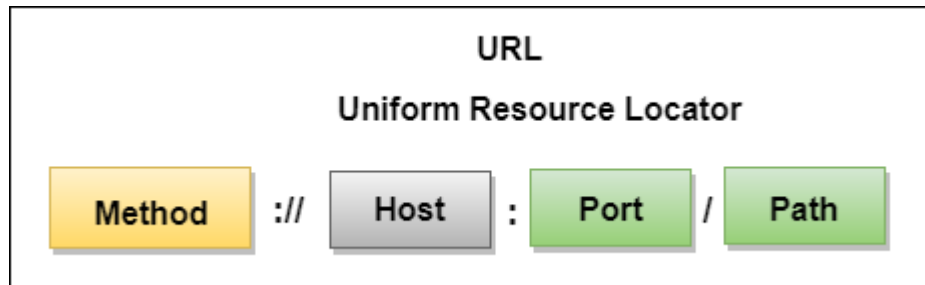 URL
Uniform Resource Locator
Method :// Host : Port / Path